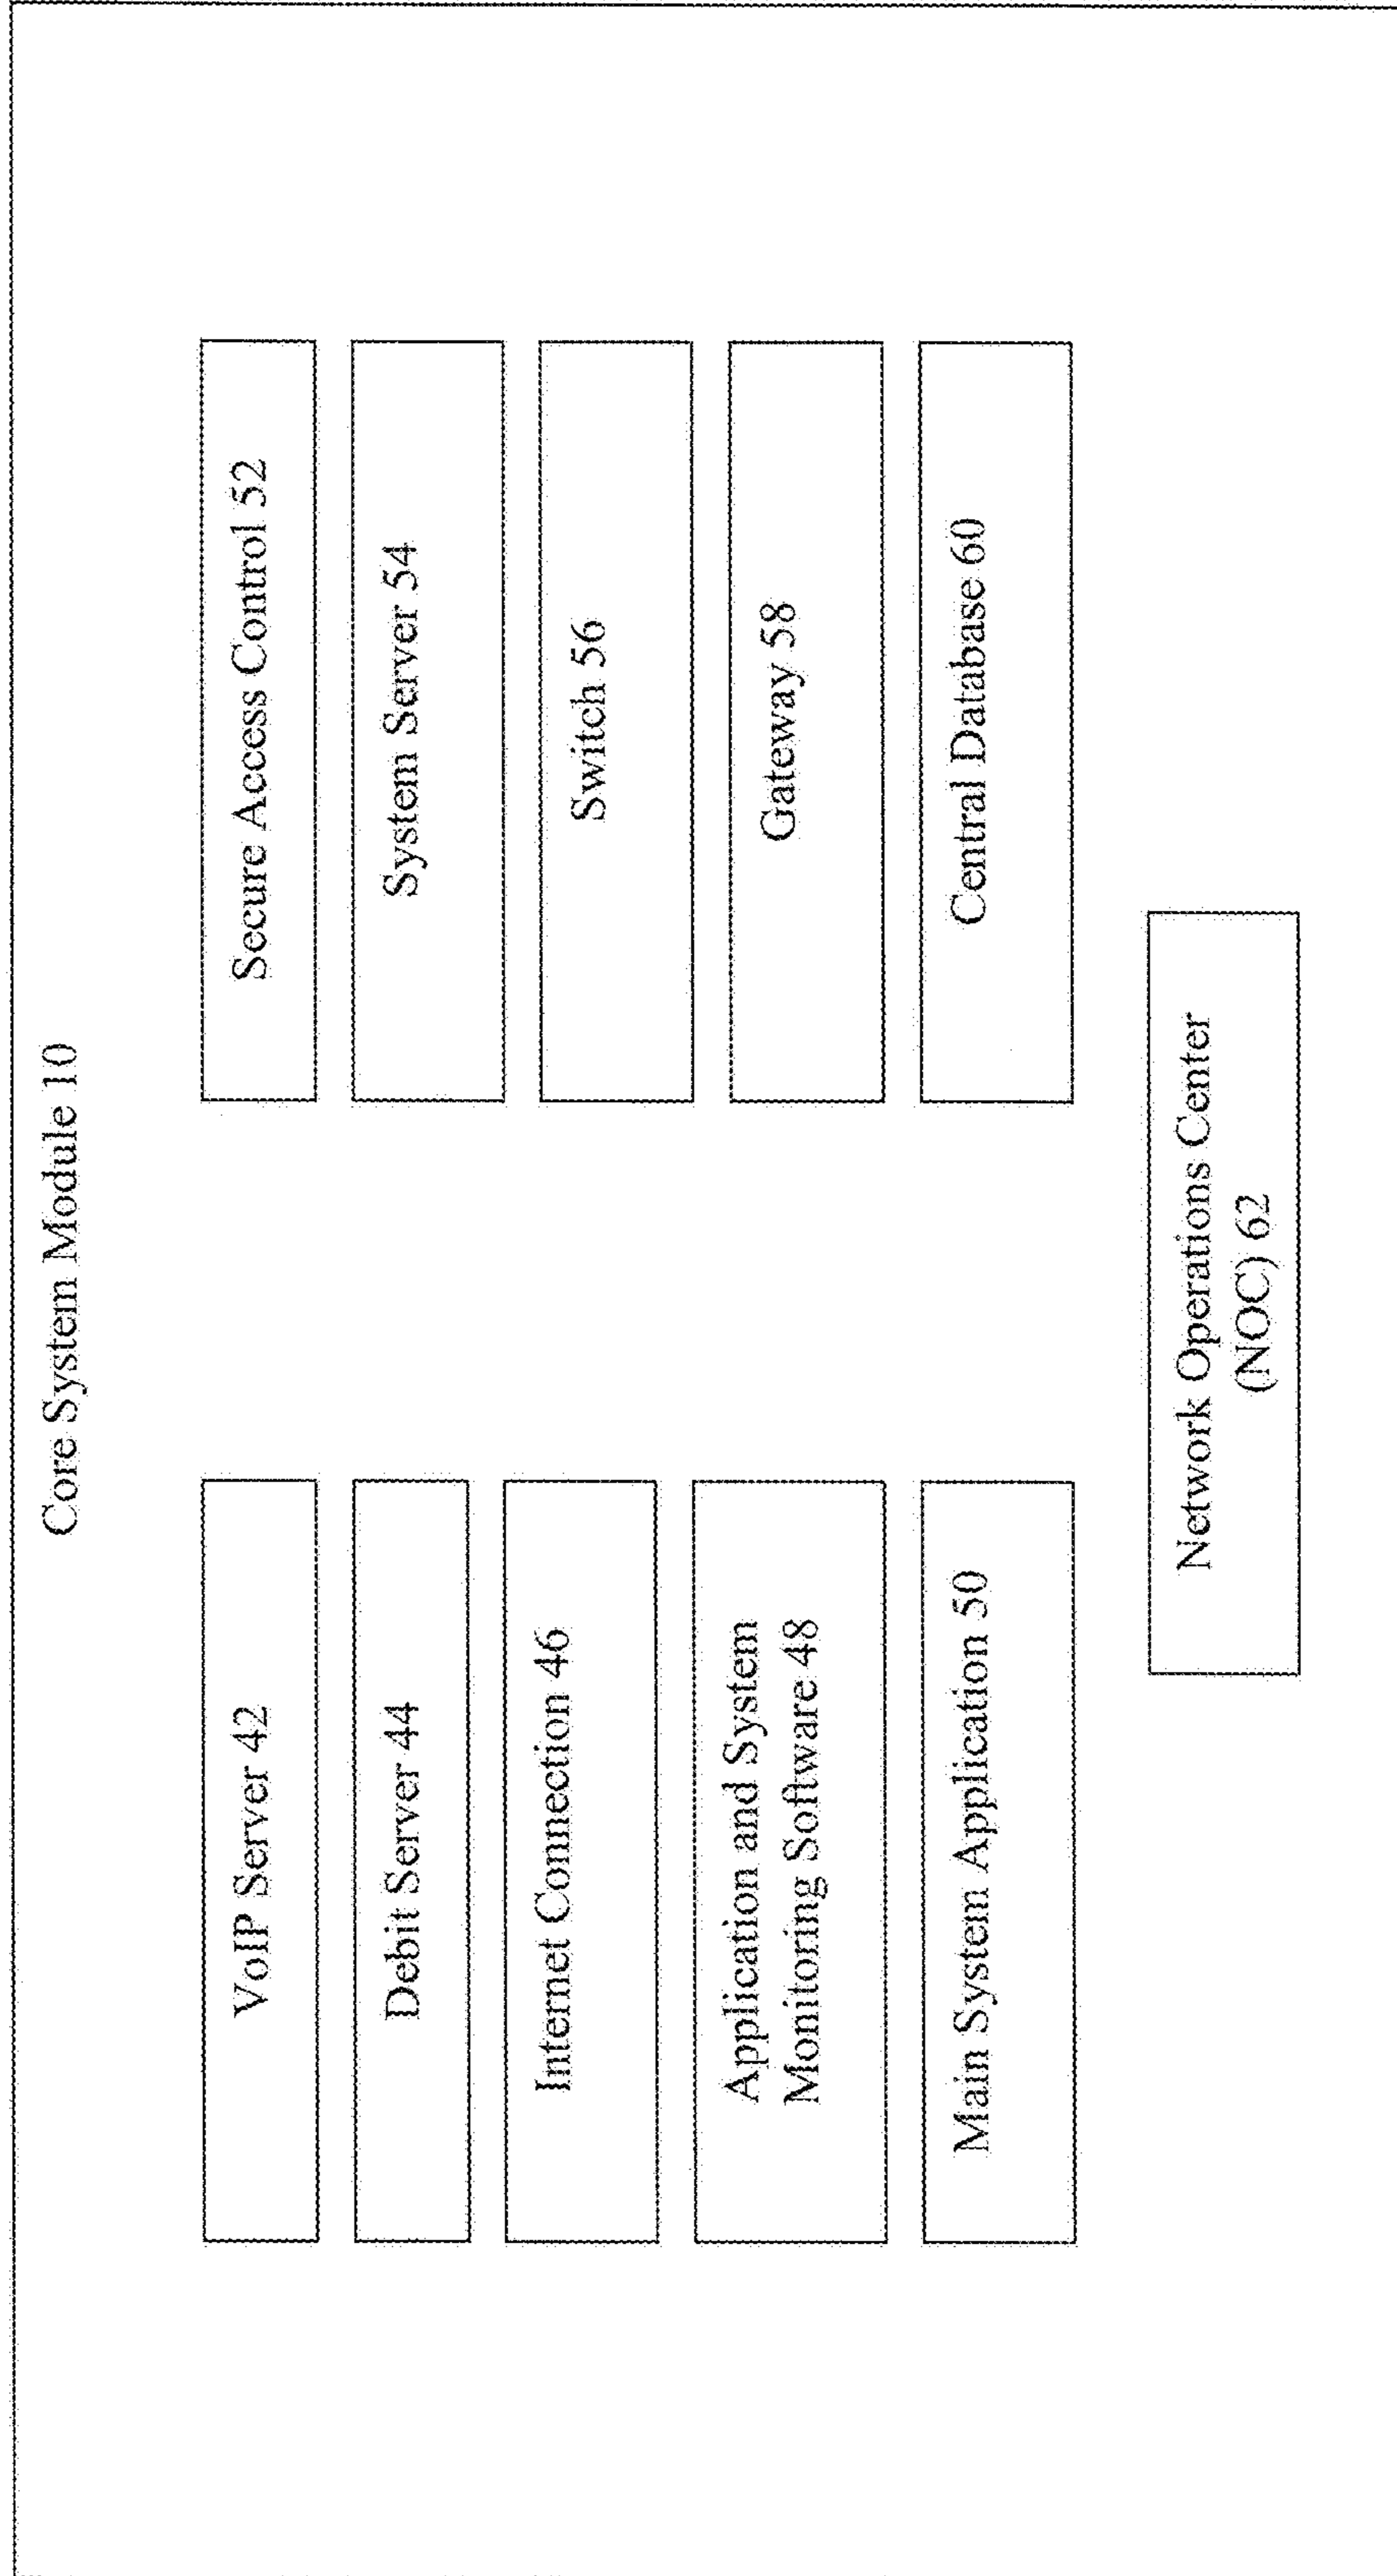 Core System Module 10
VoIP Server 42
Debit Server 44
Internet Connection 46
Application and System
Monitoring Software 48
Main System Application 50
Secure Access Control 52
System Server 54
Switch 56
Gateway 58
Central Database 60
Network Operations Center
(NOC) 62